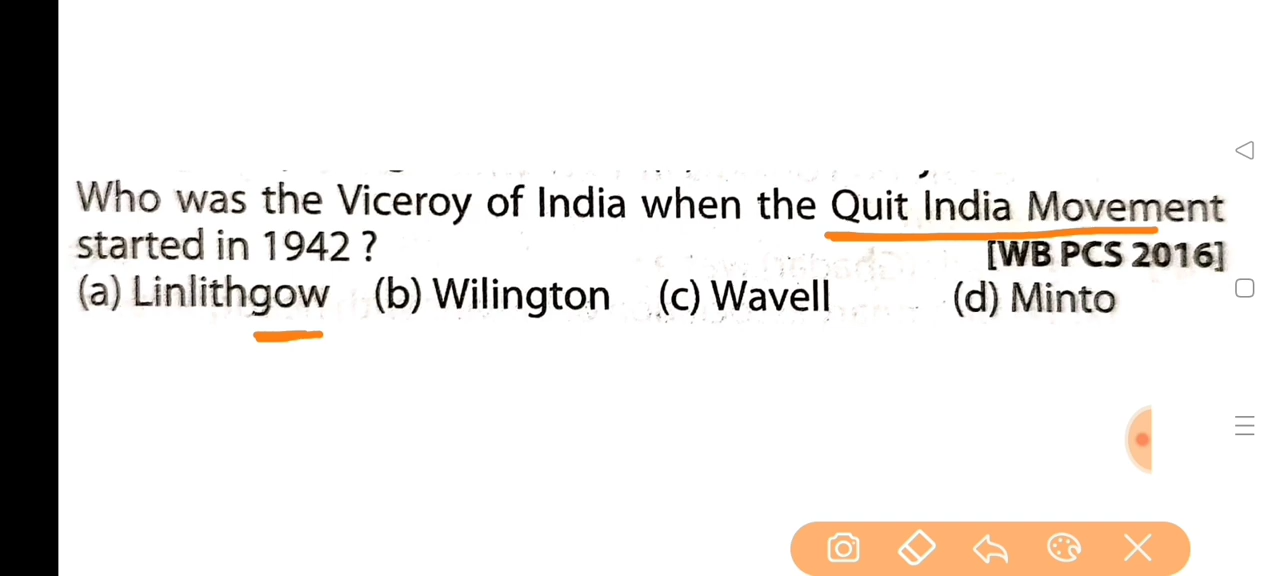 Who was the Viceroy of India when the Quit India Movement
started in 1942 ?
[WB PCS 2016]
(a) Linlithgow (b) Wilington (c) Wavell (d) Minto